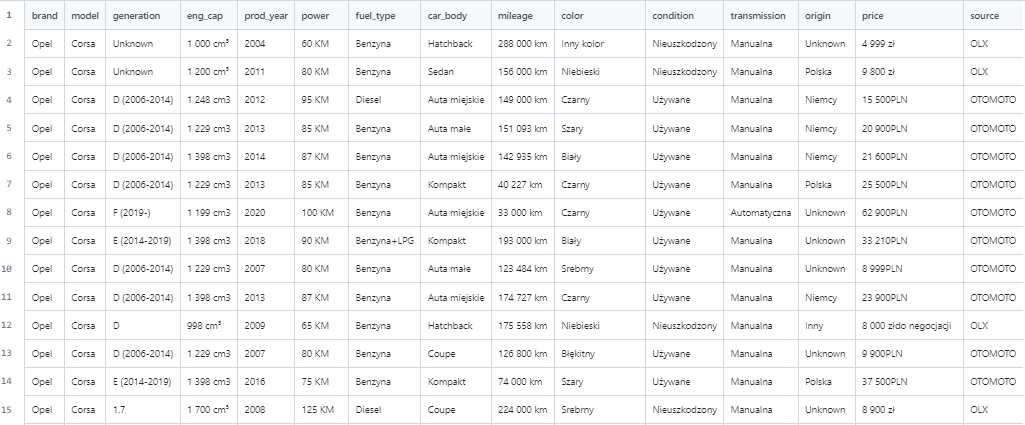 1 brand model generation eng_cap prod_year power fuel_type car_body mileage color condition transmission origin price source
2 Opel Corsa Unknown 1 000 cm³ 2004 60 KM Benzyna Hatchback 288 000 km Inny kolor Nieuszkodzony Manualna Unknown 4 999 zł OLX
3 Opel Corsa Unknown 1 200 cm³ 2011 80 KM Benzyna Sedan 156 000 km Niebieski Nieuszkodzony Manualna Polska 9 800 zł OLX
4 Opel Corsa D (2006-2014) 1 248 cm3 2012 95 KM Diesel Auta miejskie 149 000 km Czarny Używane Manualna Niemcy 15 500PLN OTOMOTO
5 Opel Corsa D (2006-2014) 1 229 cm3 2013 85 KM Benzyna Auta małe 151 093 km Szary Używane Manualna Niemcy 20 900PLN OTOMOTO
6 Opel Corsa D (2006-2014) 1 398 cm3 2014 87 KM Benzyna Auta miejskie 142 935 km Biały Używane Manualna Niemcy 21 600PLN OTOMOTO
7 Opel Corsa D (2006-2014) 1 229 cm3 2013 85 KM Benzyna Kompakt 40 227 km Czarny Używane Manualna Polska 25 500PLN OTOMOTO
8 Opel Corsa F (2019-) 1 199 cm3 2020 100 KM Benzyna Auta miejskie 33 000 km Czarny Używane Automatyczna Unknown 62 900PLN OTOMOTO
9 Opel Corsa E (2014-2019) 1 398 cm3 2018 90 KM Benzyna+LPG Kompakt 193 000 km Biały Używane Manualna Unknown 33 210PLN OTOMOTO
10 Opel Corsa D (2006-2014) 1 229 cm3 2007 80 KM Benzyna Auta małe 123 484 km Srebrny Używane Manualna Unknown 8 999PLN OTOMOTO
11 Opel Corsa D (2006-2014) 1 398 cm3 2013 87 KM Benzyna Auta miejskie 174 727 km Czarny Używane Manualna Niemcy 23 900PLN OTOMOTO
12 Opel Corsa D 998 cm³ 2009 65 KM Benzyna Hatchback 175 558 km Niebieski Nieuszkodzony Manualna Inny 8 000 złdo negocjacji OLX
13 Opel Corsa D (2006-2014) 1 229 cm3 2007 80 KM Benzyna Coupe 126 800 km Błękitny Używane Manualna Unknown 9 900PLN OTOMOTO
14 Opel Corsa E (2014-2019) 1 398 cm3 2016 75 KM Benzyna Kompakt 74 000 km Szary Używane Manualna Polska 37 500PLN OTOMOTO
15 Opel Corsa 1.7 1 700 cm³ 2008 125 KM Diesel Coupe 224 000 km Srebrny Nieuszkodzony Manualna Unknown 8 900 zł OLX